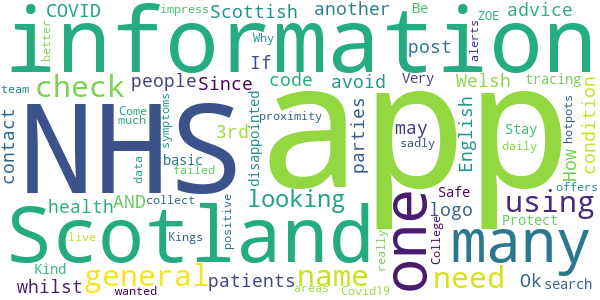 information
COVID
better
impress
Scottish
another
Be
ZOE
alerts
advice
Why
If
post
check
people
Since
code
avoid
Very
Welsh
tracing
NHS
app
contact
team
Come
much
symptoms
3rd
disappointed
proximity
parties
may
sadly
English
Stay
daily
How
hotpots
condition
data
basic
failed
AND
collect
positive
looking
health
Scotland
one
logo
College
Safe
using
offers
Protect
live
Kings
really
many
Kind
general
name
need
Ok
search
whilst
wanted
patients
areas
Covid19